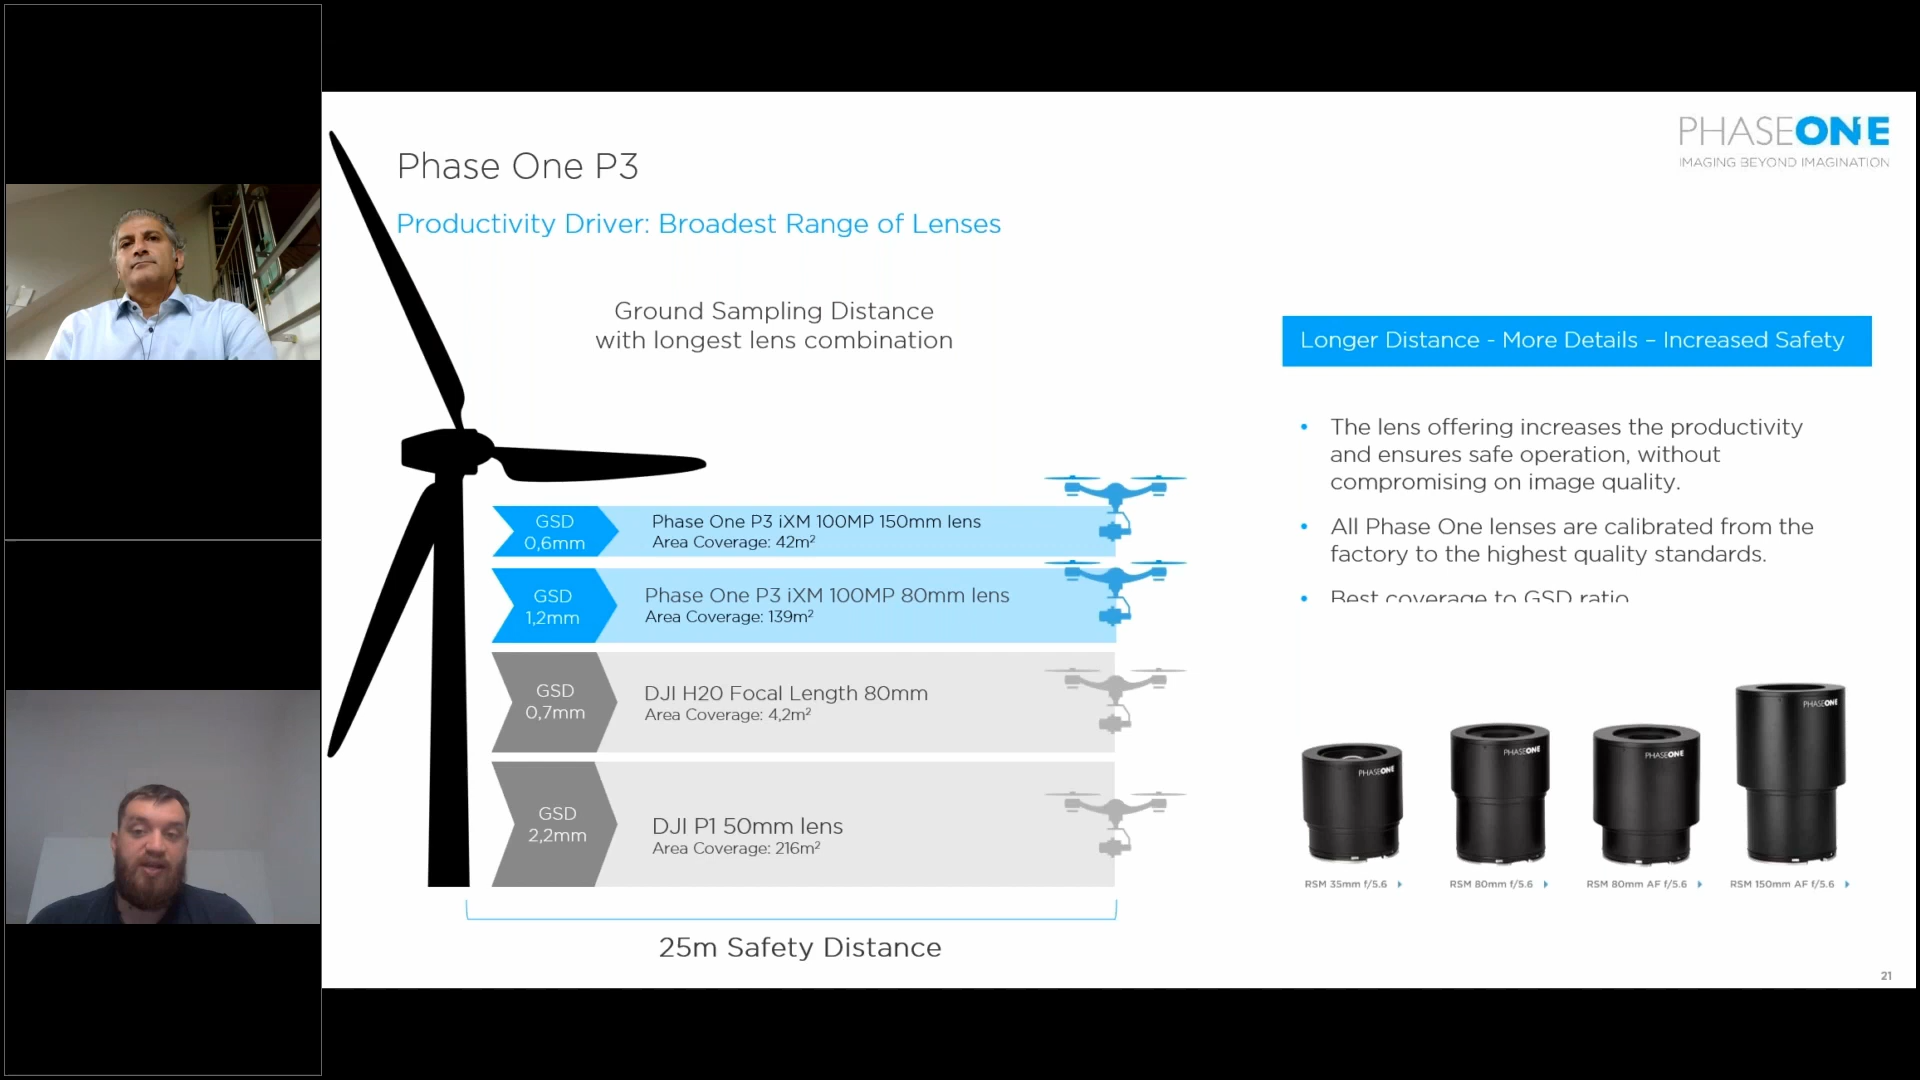 PHASEONE
IMAGING BEYOND IMAGINATION
Phase One P3
Productivity Driver: Broadest Range of Lenses
Ground Sampling Distance
with longest lens combination
GSD
0,6mm
Phase One P3 iXM 100MP 150mm lens
Area Coverage: 42m²
GSD
1,2mm
Phase One P3 iXM 100MP 80mm lens
Area Coverage: 139m²
GSD
0,7mm
DJI H20 Focal Length 80mm
Area Coverage: 4,2m²
GSD
2,2mm
DJI P1 50mm lens
Area Coverage: 216m²
25m Safety Distance
Longer Distance - More Details – Increased Safety
• The lens offering increases the productivity
and ensures safe operation, without
compromising on image quality.
• All Phase One lenses are calibrated from the
factory to the highest quality standards.
• Best coverage to GSD ratio
PHASEONE
PHASEONE
PHASEONE
PHASEONE
RSM 35mm f/5.6
RSM 80mm f/5.6
RSM 80mm AF f/5.6
RSM 150mm AF f/5.6
21